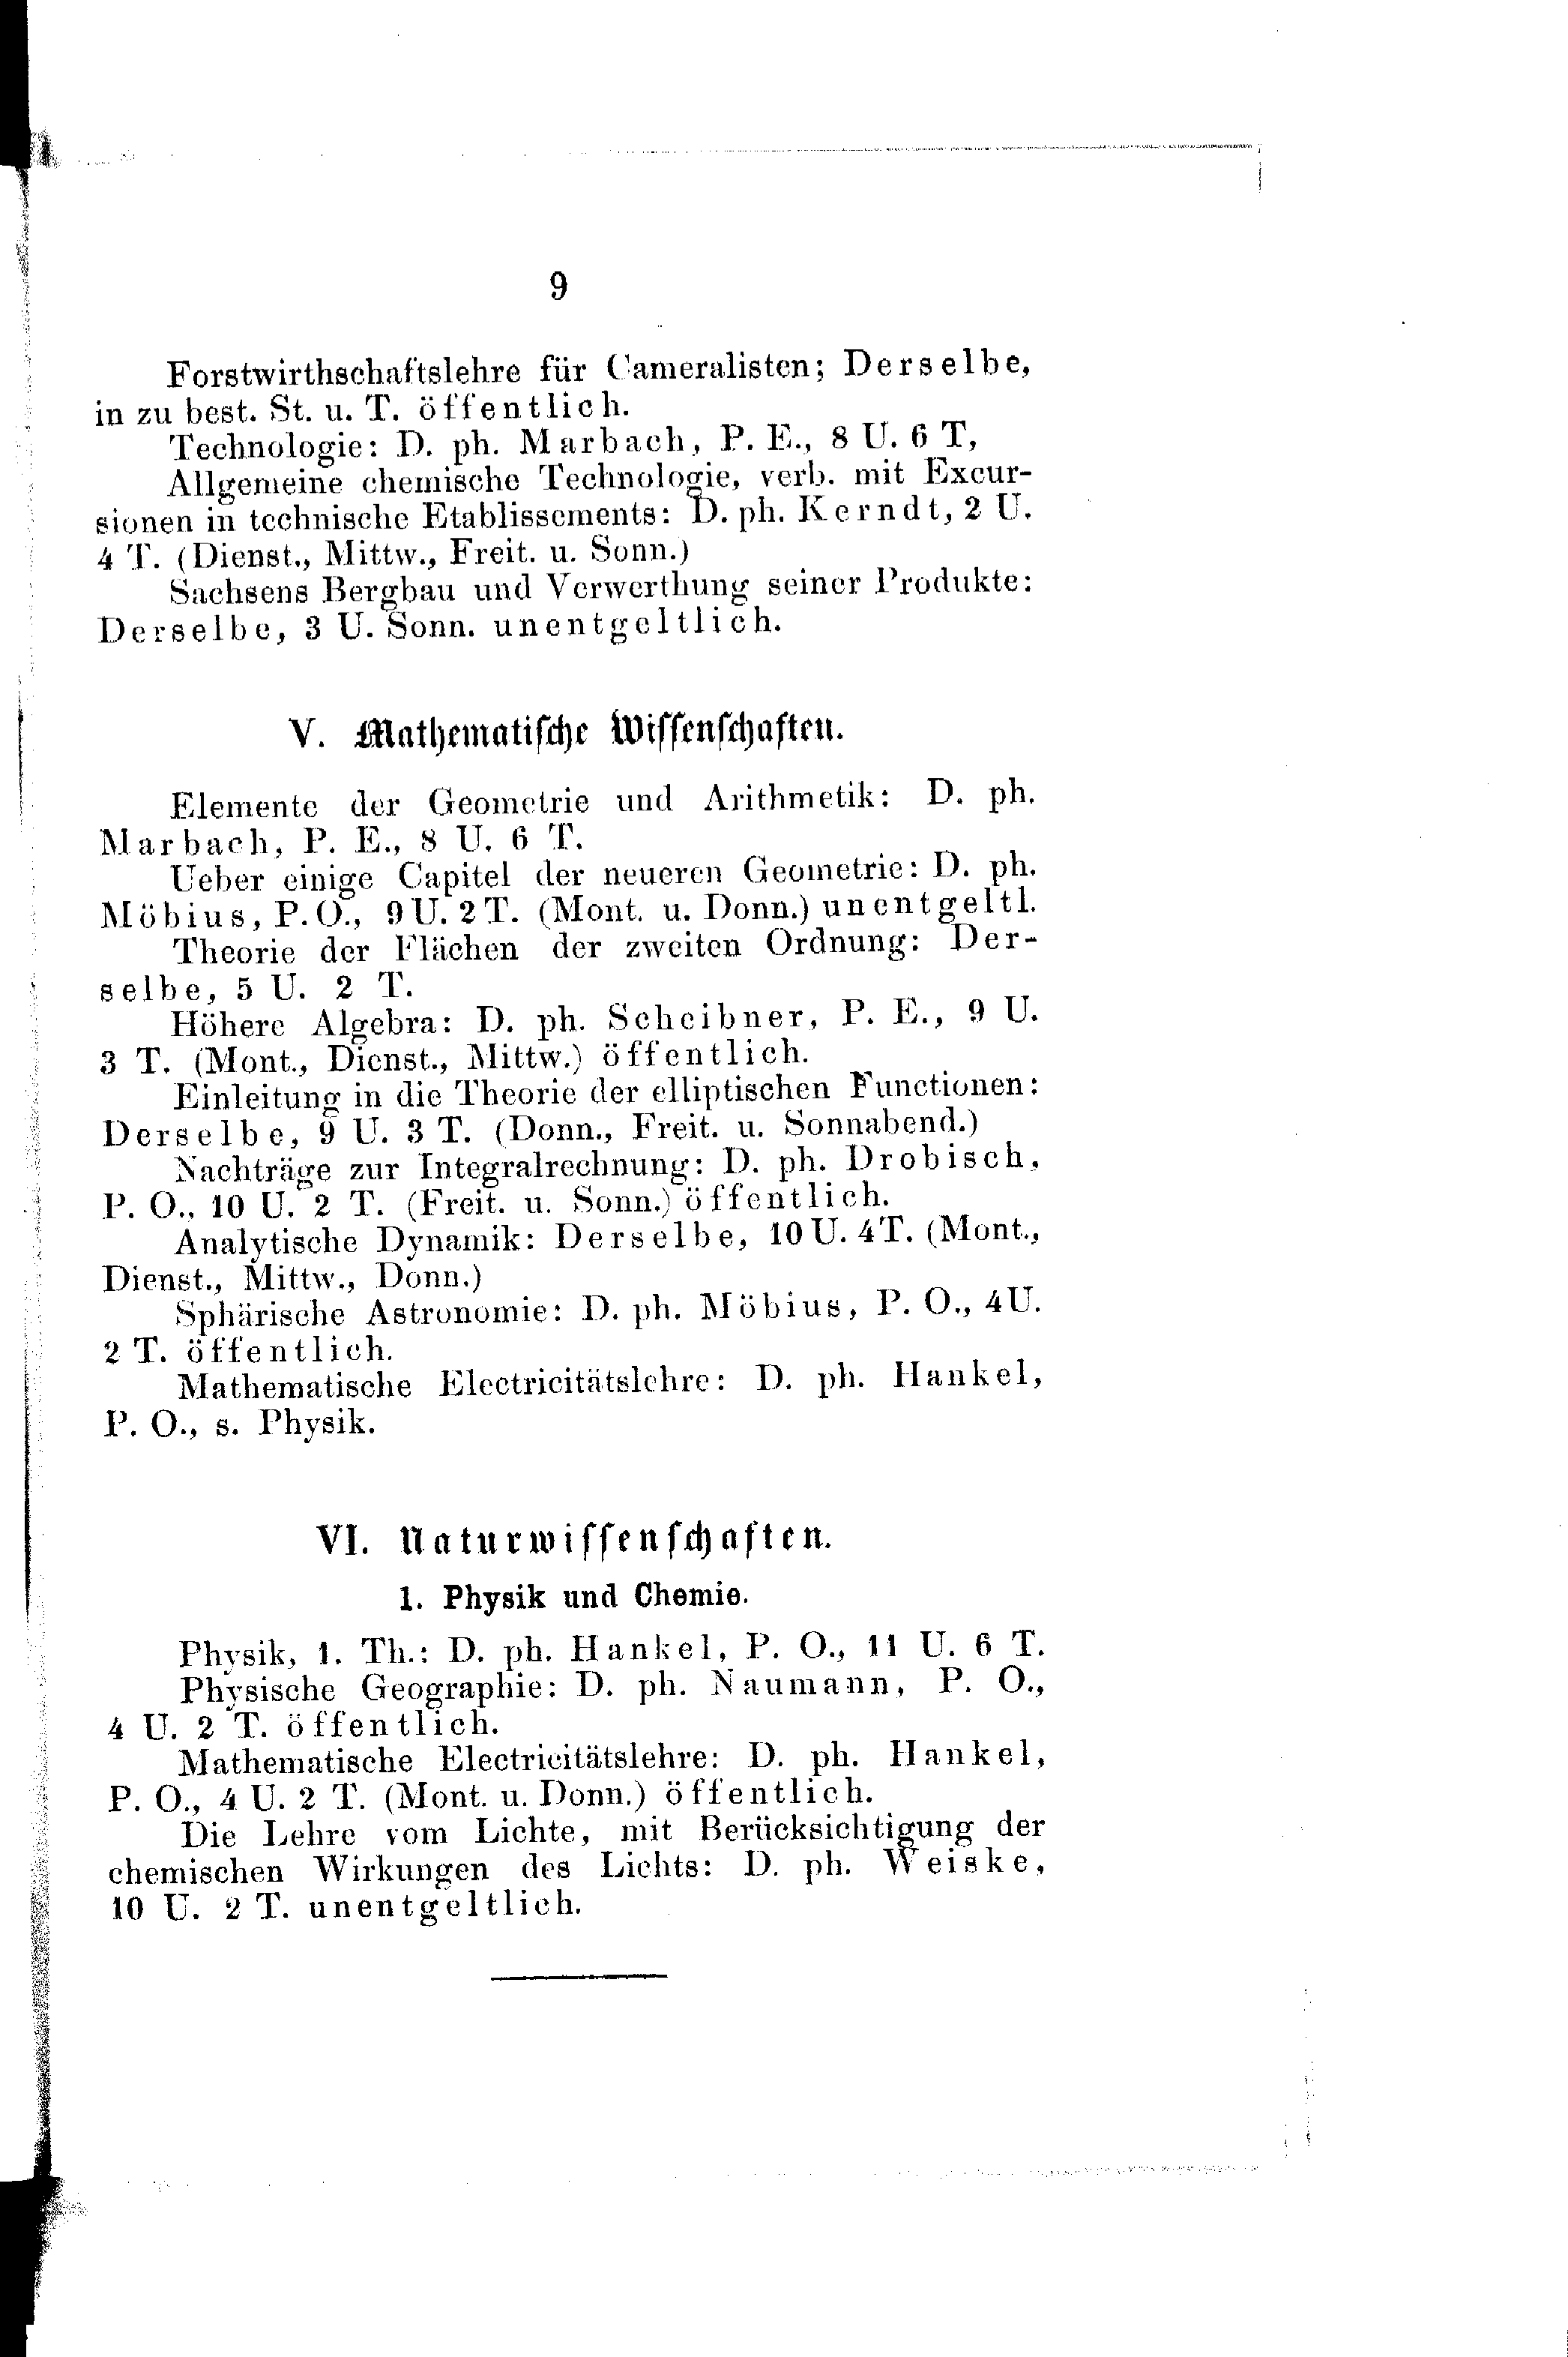 9
Forstwirthschaftslehre für Cameralisten; Derselbe,
in zu best. St. u. T. öffentlich.
Technologie: D. ph. Marbach, P. E., 8 U. 6 T,
Allgemeine chemische Technologie, verb. mit Excur-
sionen in technische Etablissements: D. ph. Kerndt, 2 U.
4 T. (Dienst., Mittw., Freit. u. Sonn.)
Sachsens Bergbau und Verwerthung seiner Produkte:
Derselbe, 3 U. Sonn. unentgeltlich.
V. Mathematische Wissenschaften.
Elemente der Geometrie und Arithmetik: D. ph.
Marbach, P. E., 8 U. 6 T.
Ueber einige Capitel der neueren Geometrie: D. ph.
Möbius, P. O., 9 U. 2 T. (Mont. u. Donn.) unentgeltl.
Theorie der Flächen der zweiten Ordnung: Der-
selbe, 5 U. 2 T.
Höhere Algebra: D. ph. Scheibner, P. E., 9 U.
3 T. (Mont., Dienst., Mittw.) öffentlich.
Einleitung in die Theorie der elliptischen Functionen:
Derselbe, 9 U. 3 T. (Donn., Freit. u. Sonnabend.)
Nachträge zur Integralrechnung: D. ph. Drobisch,
P. O., 10 U. 2 T. (Freit. u. Sonn.) öffentlich.
Analytische Dynamik: Derselbe, 10 U. 4 T. (Mont.,
Dienst., Mittw., Donn.)
Sphärische Astronomie: D. ph. Möbius, P. O., 4 U.
2 T. öffentlich.
Mathematische Electricitätslehre: D. ph. Hankel,
P. O., s. Physik.
VI. Naturwissenschaften.
1. Physik und Chemie.
Physik, 1. Th.: D. ph. Hankel, P. O., 11 U. 6 T.
Physische Geographie: D. ph. Naumann, P. O.,
4 U. 2 T. öffentlich.
Mathematische Electricitätslehre: D. ph. Hankel,
P. O., 4 U. 2 T. (Mont. u. Donn.) öffentlich.
Die Lehre vom Lichte, mit Berücksichtigung der
chemischen Wirkungen des Lichts: D. ph. Weiske,
10 U. 2 T. unentgeltlich.